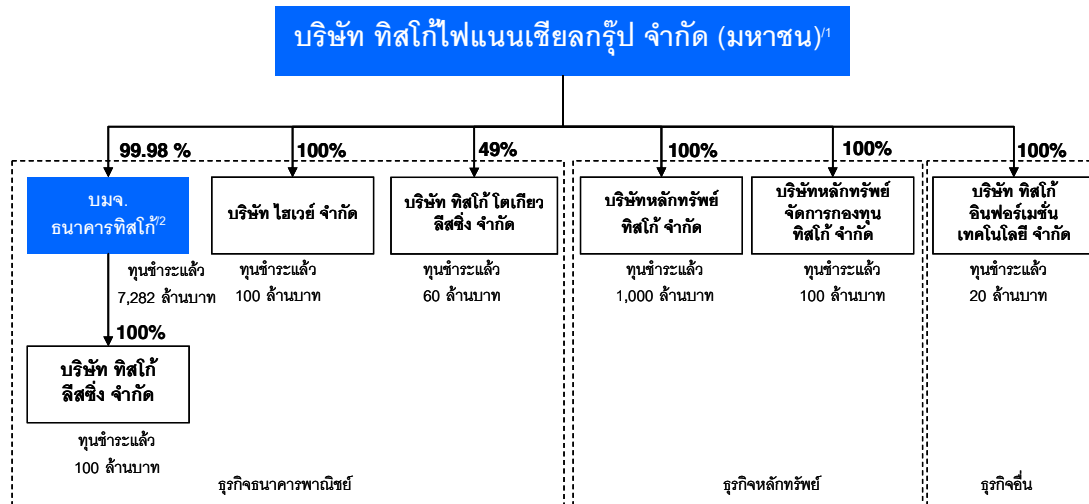 บริษัท ทิสโก้ไฟแนนเชียลกรุ๊ป จำกัด (มหาชน)/1
99.98 %
100%
49%
100%
100%
100%
บมจ.
ธนาคารทิสโก้/2
บริษัท ไฮเวย์ จำกัด
บริษัท ทิสโก้ โตเกียว
ลีสซิ่ง จำกัด
บริษัทหลักทรัพย์
ทิสโก้ จำกัด
บริษัทหลักทรัพย์
จัดการกองทุน
ทิสโก้ จำกัด
บริษัท ทิสโก้
อินฟอร์เมชั่น
เทคโนโลยี จำกัด
ทุนชำระแล้ว
7,282 ล้านบาท
ทุนชำระแล้ว
100 ล้านบาท
ทุนชำระแล้ว
60 ล้านบาท
ทุนชำระแล้ว
1,000 ล้านบาท
ทุนชำระแล้ว
100 ล้านบาท
ทุนชำระแล้ว
20 ล้านบาท
100%
บริษัท ทิสโก้
ลีสซิ่ง จำกัด
ทุนชำระแล้ว
100 ล้านบาท
ธุรกิจธนาคารพาณิชย์
ธุรกิจหลักทรัพย์
ธุรกิจอื่น